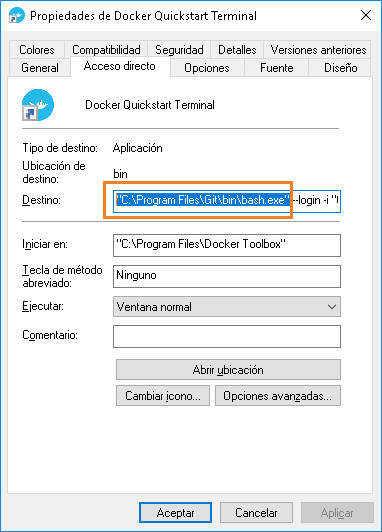 Propiedades de Docker Quickstart Terminal
Colores Compatibilidad Seguridad Detalles Versiones anteriores
General Acceso directo Opciones Fuente Diseño
Docker Quickstart Terminal
Tipo de destino: Aplicación
Ubicación de destino: bin
Destino: "C:\Program Files\Git\bin\bash.exe" --login -i "
Iniciar en: "C:\Program Files\Docker Toolbox"
Tecla de método abreviado: Ninguno
Ejecutar: Ventana normal
Comentario:
Abrir ubicación
Cambiar icono... Opciones avanzadas...
Aceptar Cancelar Aplicar